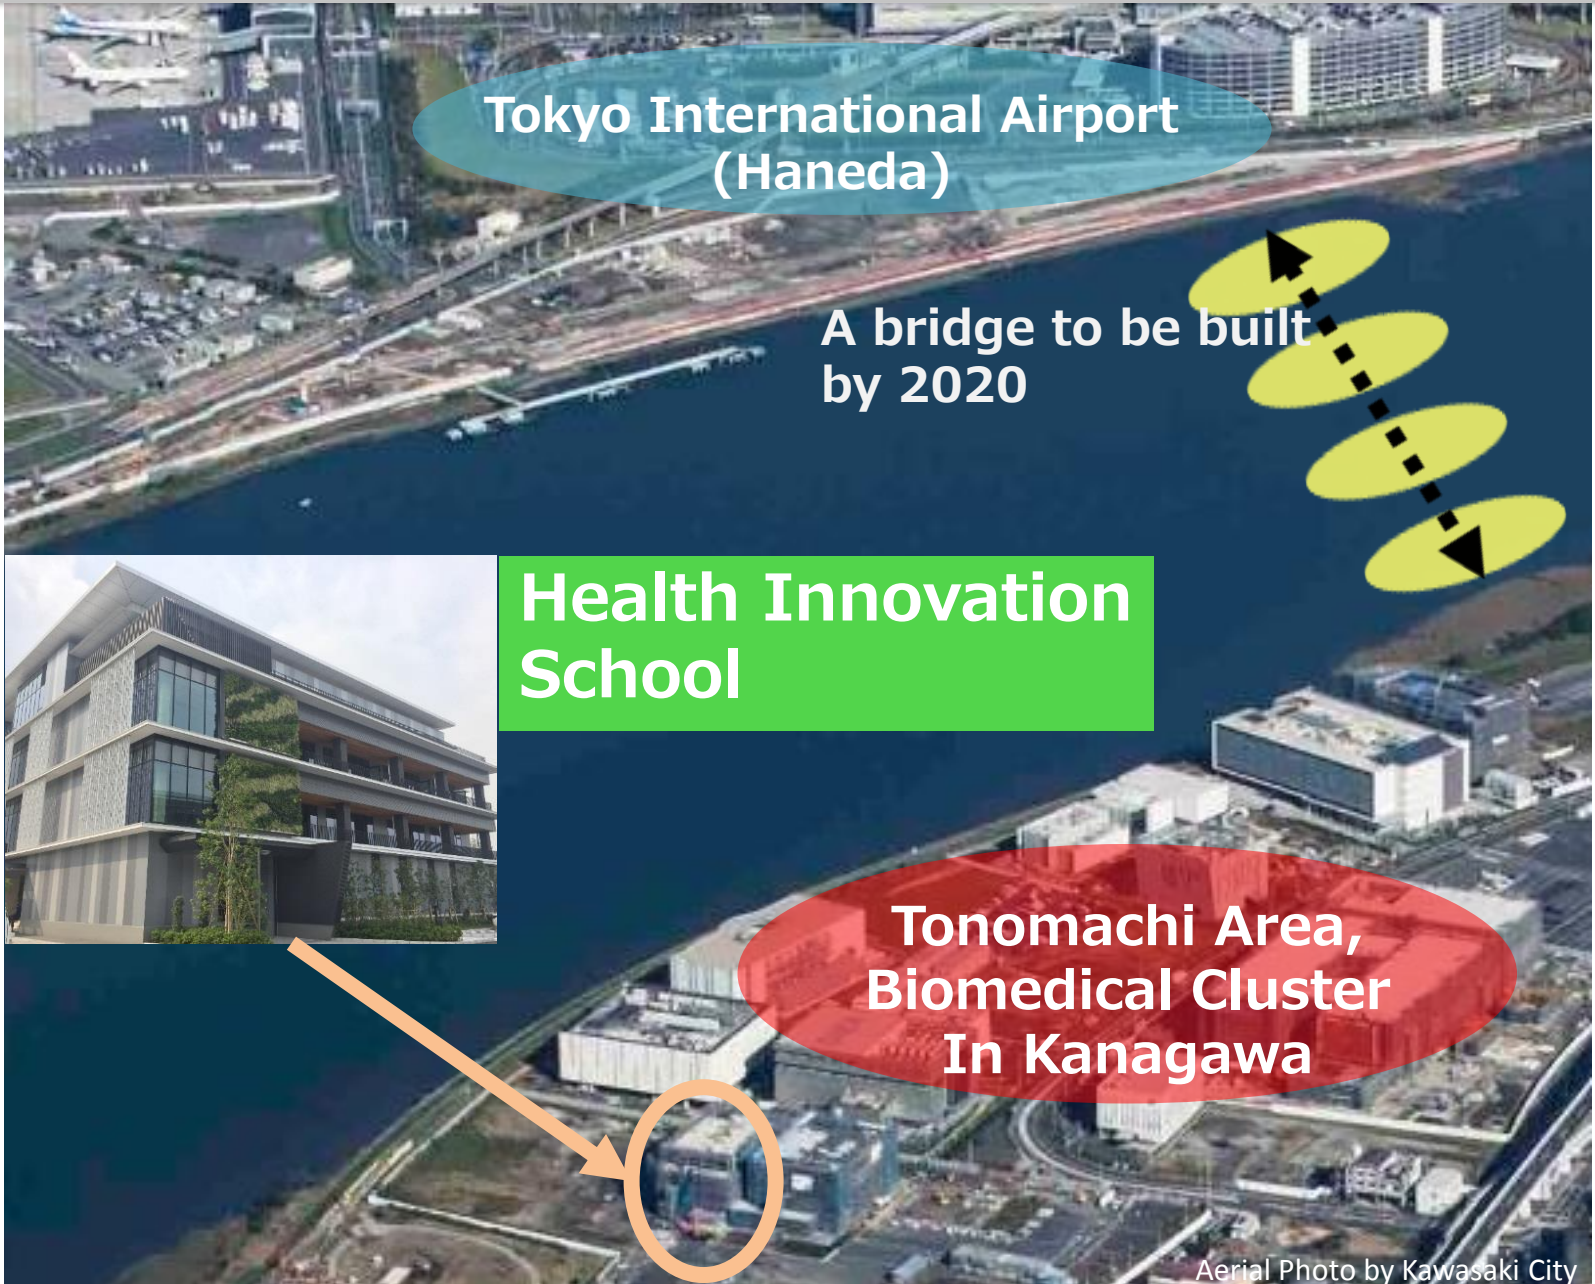 Tokyo International Airport
(Haneda)
A bridge to be built
by 2020
Health Innovation
School
Tonomachi Area,
Biomedical Cluster
In Kanagawa
Aerial Photo by Kawasaki City